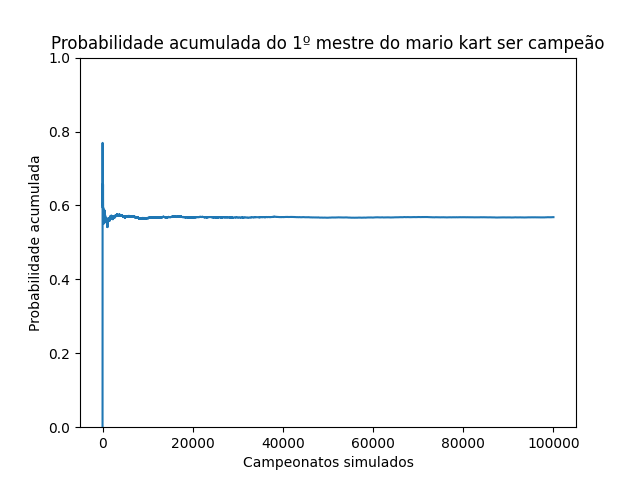 Probabilidade acumulada do 1º mestre do mario kart ser campeão
1.0
0.8
0.6
0.4
0.2
0.0
Probabilidade acumulada
0 20000 40000 60000 80000 100000
Campeonatos simulados